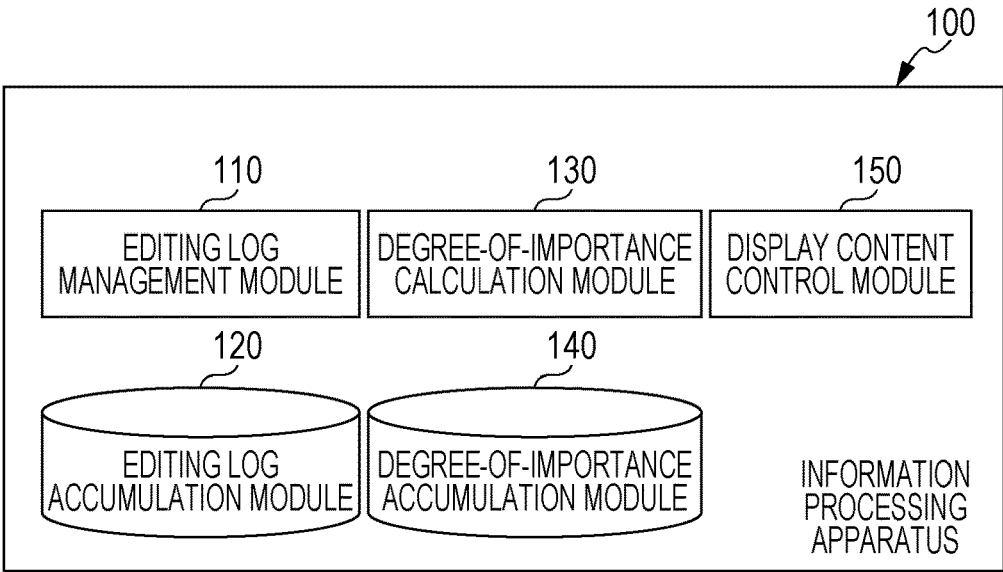 100
110
130
150
EDITING LOG
MANAGEMENT MODULE
DEGREE-OF-IMPORTANCE
CALCULATION MODULE
DISPLAY CONTENT
CONTROL MODULE
120
140
EDITING LOG
ACCUMULATION MODULE
DEGREE-OF-IMPORTANCE
ACCUMULATION MODULE
INFORMATION
PROCESSING
APPARATUS